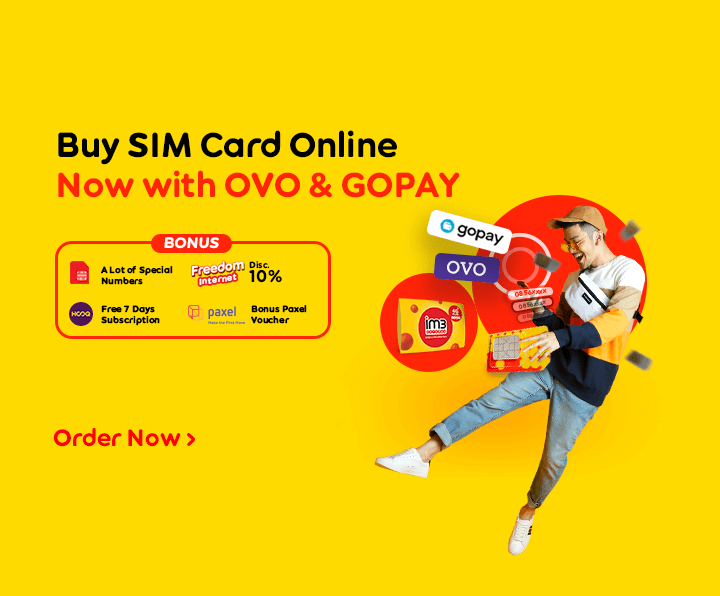 Buy SIM Card Online
Now with OVO & GOPAY
BONUS
A Lot of Special
Numbers
Freedom
Internet
Disc.
10%
HOOQ
Free 7 Days
Subscription
paxel
Bonus Paxel
Voucher
Order Now >
gopay
OVO
im3
OOREDOO